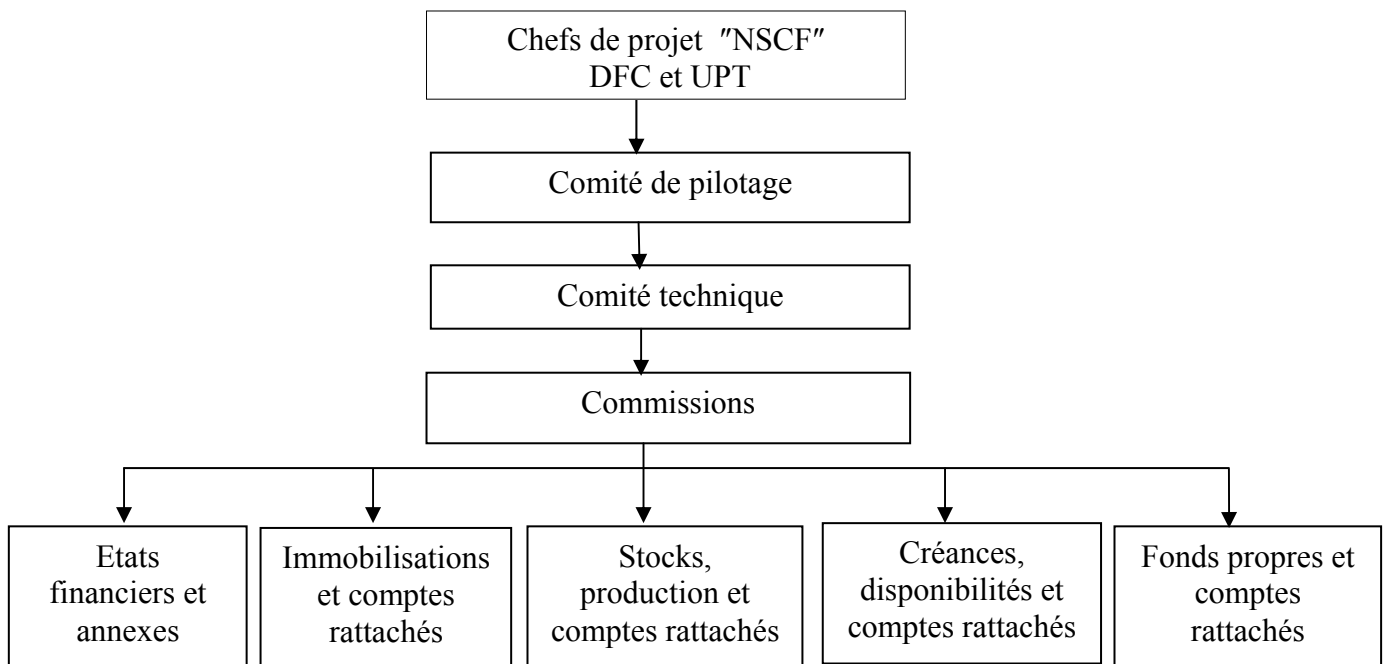 Chefs de projet "NSCF"
DFC et UPT
Comité de pilotage
Comité technique
Commissions
Etats
financiers et
annexes
Immobilisations
et comptes
rattachés
Stocks,
production et
comptes rattachés
Créances,
disponibilités et
comptes rattachés
Fonds propres et
comptes
rattachés